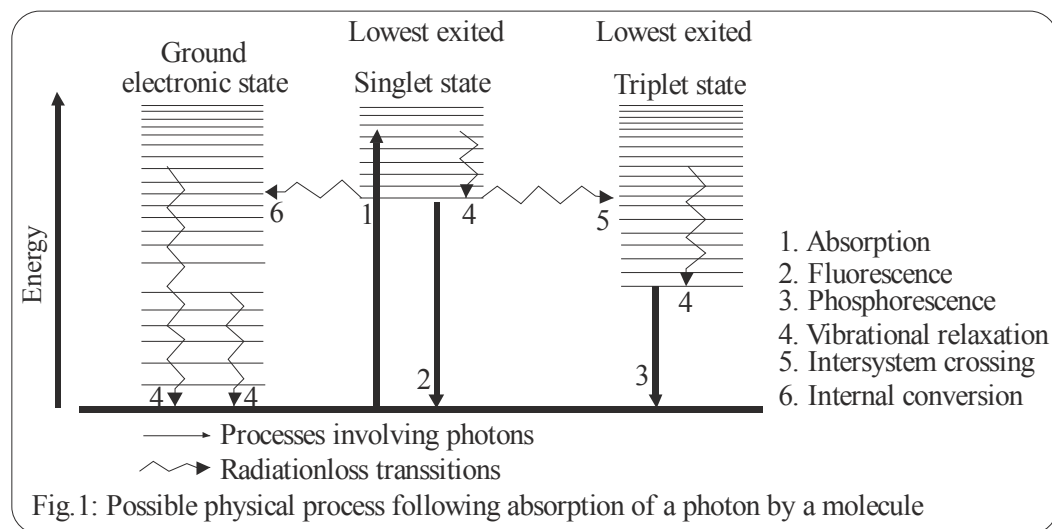 Lowest exited
Lowest exited
Ground
electronic state
Singlet state
Triplet state
Energy
6
1
4
5
4
2
3
4
4
1. Absorption
2. Fluorescence
3. Phosphorescence
4. Vibrational relaxation
5. Intersystem crossing
6. Internal conversion
Processes involving photons
Radiationloss transsitions
Fig.1: Possible physical process following absorption of a photon by a molecule